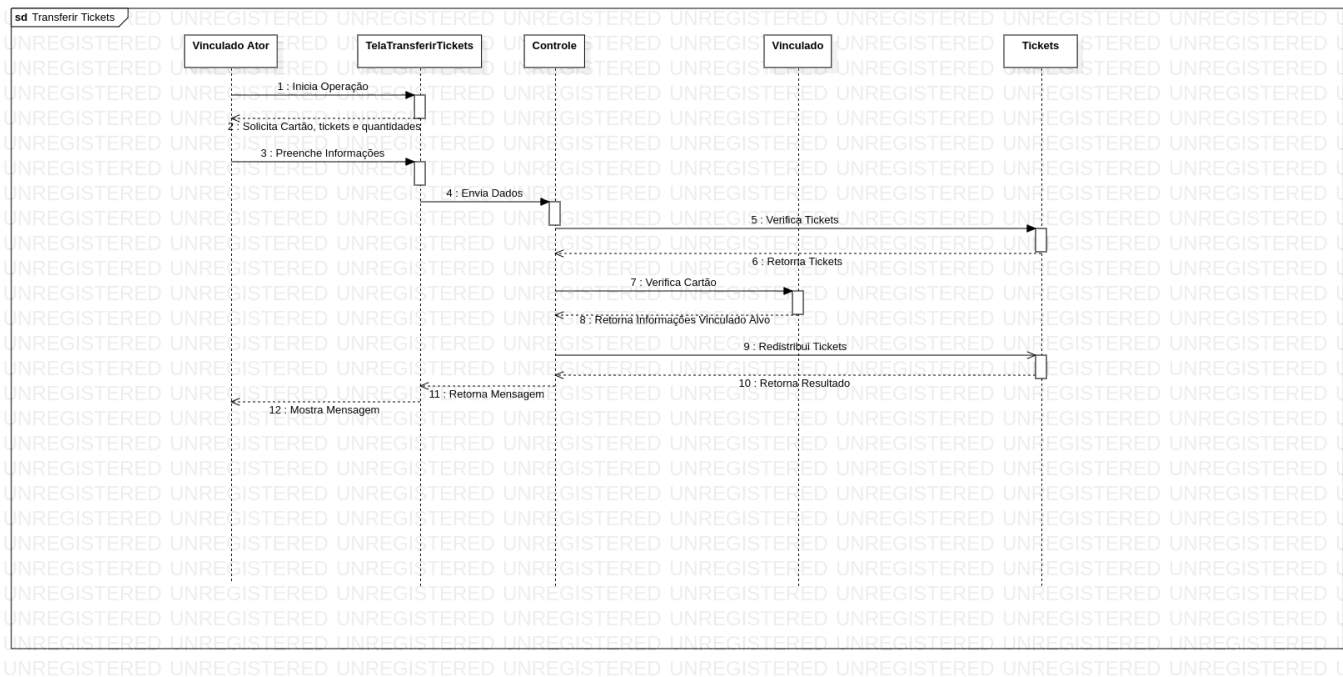 sd Transferir Tickets
Vinculado Ator
TelaTransferirTickets
Controle
Vinculado
Tickets
1 : Inicia Operação
2 : Solicita Cartão, tickets e quantidades
3 : Preenche Informações
4 : Envia Dados
5 : Verifica Tickets
6 : Retorna Tickets
7 : Verifica Cartão
8 : Retorna Informações Vinculado Alvo
9 : Redistribui Tickets
10 : Retorna Resultado
11 : Retorna Mensagem
12 : Mostra Mensagem
UNREGISTERED